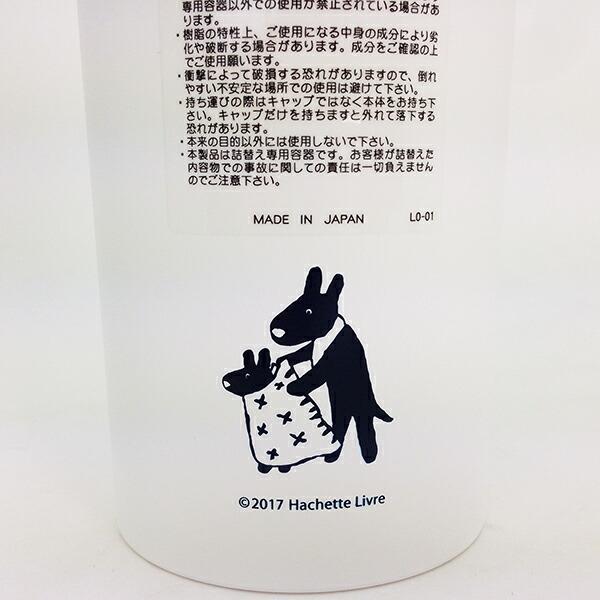 専用容器以外での使用が禁止されている場合があ
ります。
・樹脂の特性上、ご使用になる中身の成分により劣
化や破断する場合があります。成分をご確認の上
でご使用願います。
・衝撃によって破損する恐れがありますので、倒れ
やすい不安定な場所での使用は避けて下さい。
・持ち運びの際はキャップではなく本体をお持ち下
さい。キャップだけを持ちますと外れて落下する
恐れがあります。
・本来の目的以外には使用しないで下さい。
・本製品は詰替え専用容器です。お客様が詰替えた
内容物での事故に関しての責任は一切負えません
のでご注意下さい。
MADE IN JAPAN LO-01
©2017 Hachette Livre